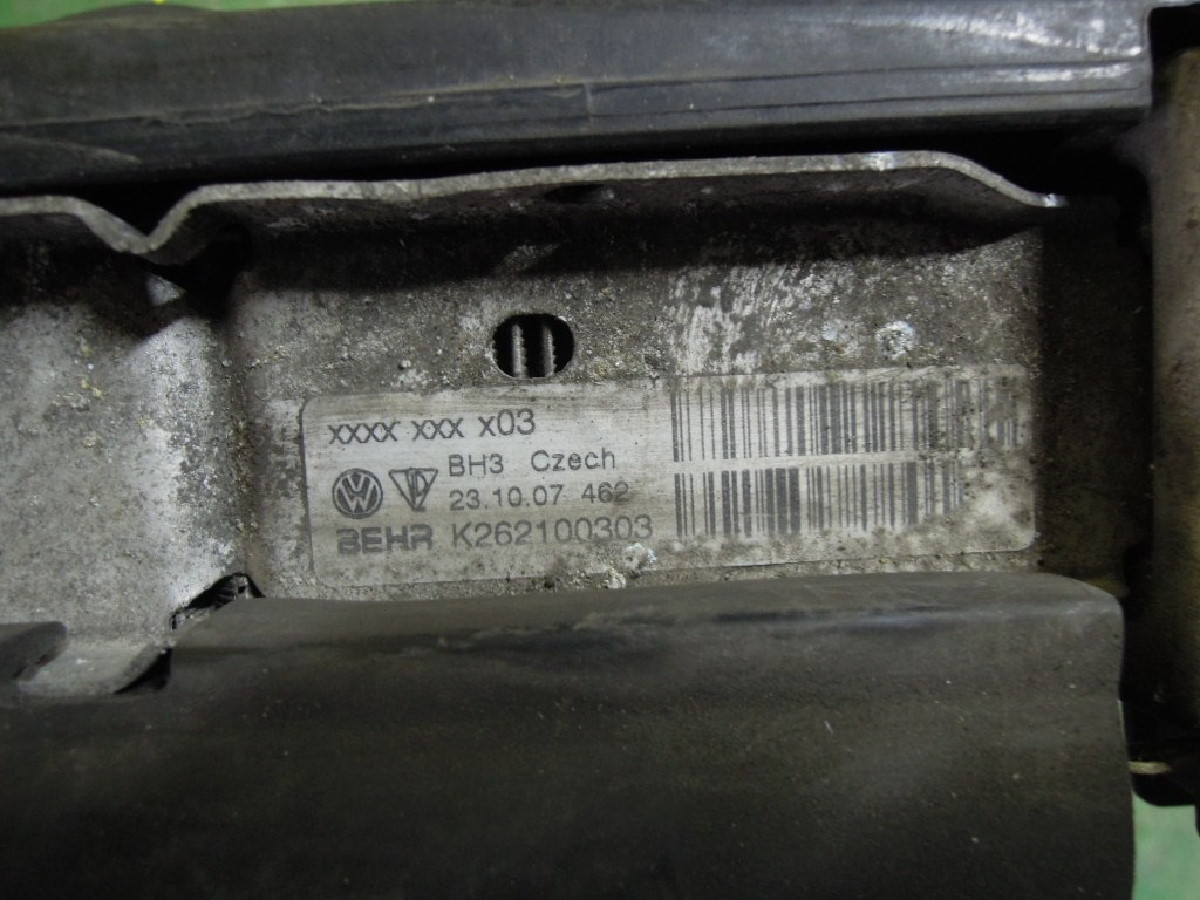 xxxx xxx x03
BH3 Czech
23.10.07 462
BEHR K262100303